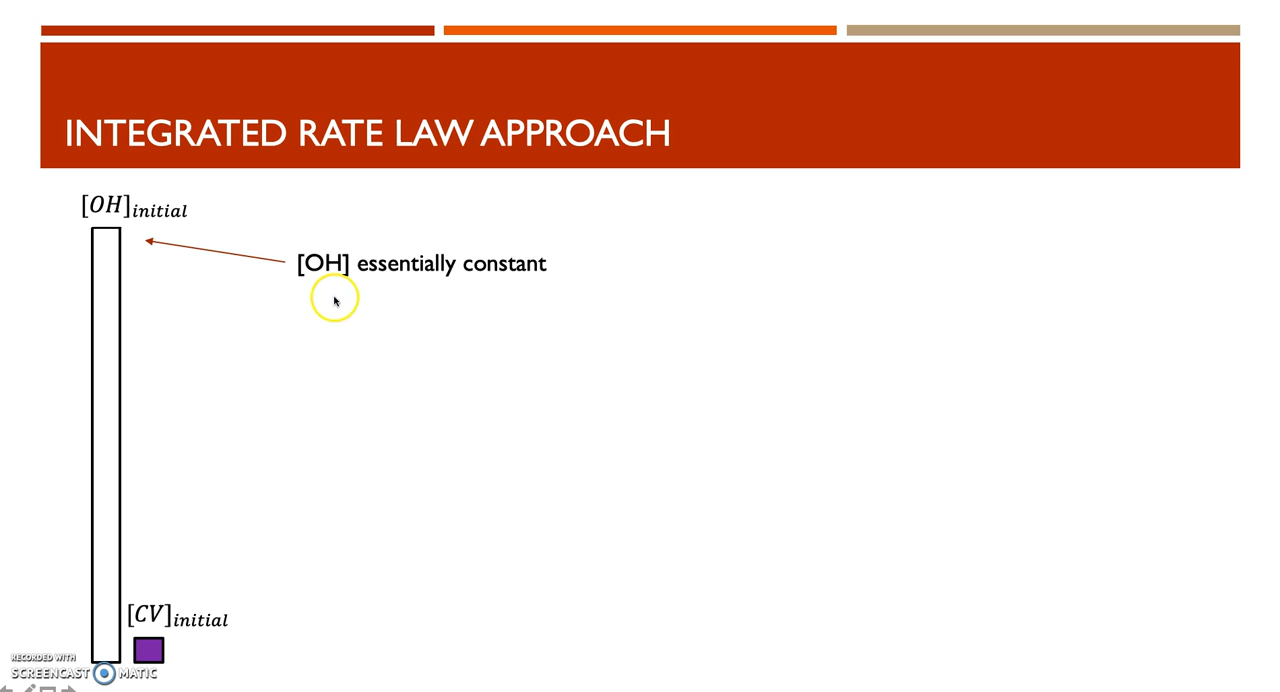 INTEGRATED RATE LAW APPROACH
[OH]initial
[OH] essentially constant
[CV]initial
RECORDED WITH
SCREENCAST MATIC